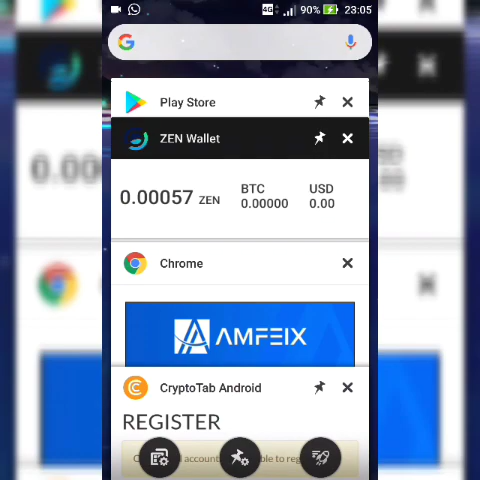 4G 90% 23:05
Play Store
ZEN Wallet
0.00057 ZEN
BTC
0.00000
USD
0.00
Chrome
AMFEIX
CryptoTab Android
REGISTER
account